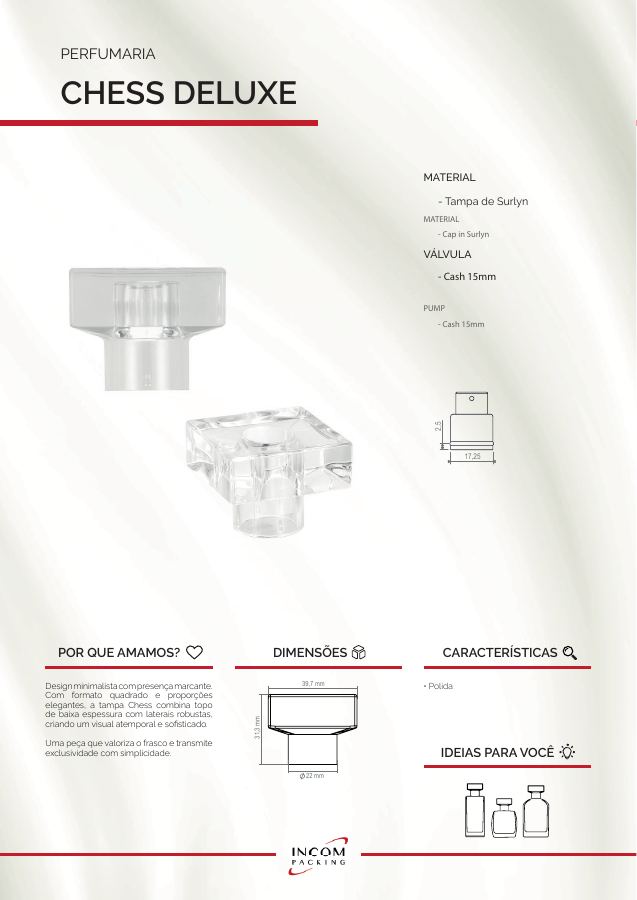 PERFUMARIA
CHESS DELUXE
MATERIAL
- Tampa de Surlyn
MATERIAL
- Cap in Surlyn
VÁLVULA
- Cash 15mm
PUMP
- Cash 15mm
2,5
17,25
POR QUE AMAMOS?
Design minimalista com presença marcante.
Com formato quadrado e proporções
elegantes, a tampa Chess combina topo
de baixa espessura com laterais robustas,
criando um visual atemporal e sofisticado.
Uma peça que valoriza o frasco e transmite
exclusividade com simplicidade.
DIMENSÕES
39,7 mm
31,3 mm
Ø 22 mm
CARACTERÍSTICAS
• Polida
IDEIAS PARA VOCÊ
INCOM
PACKING